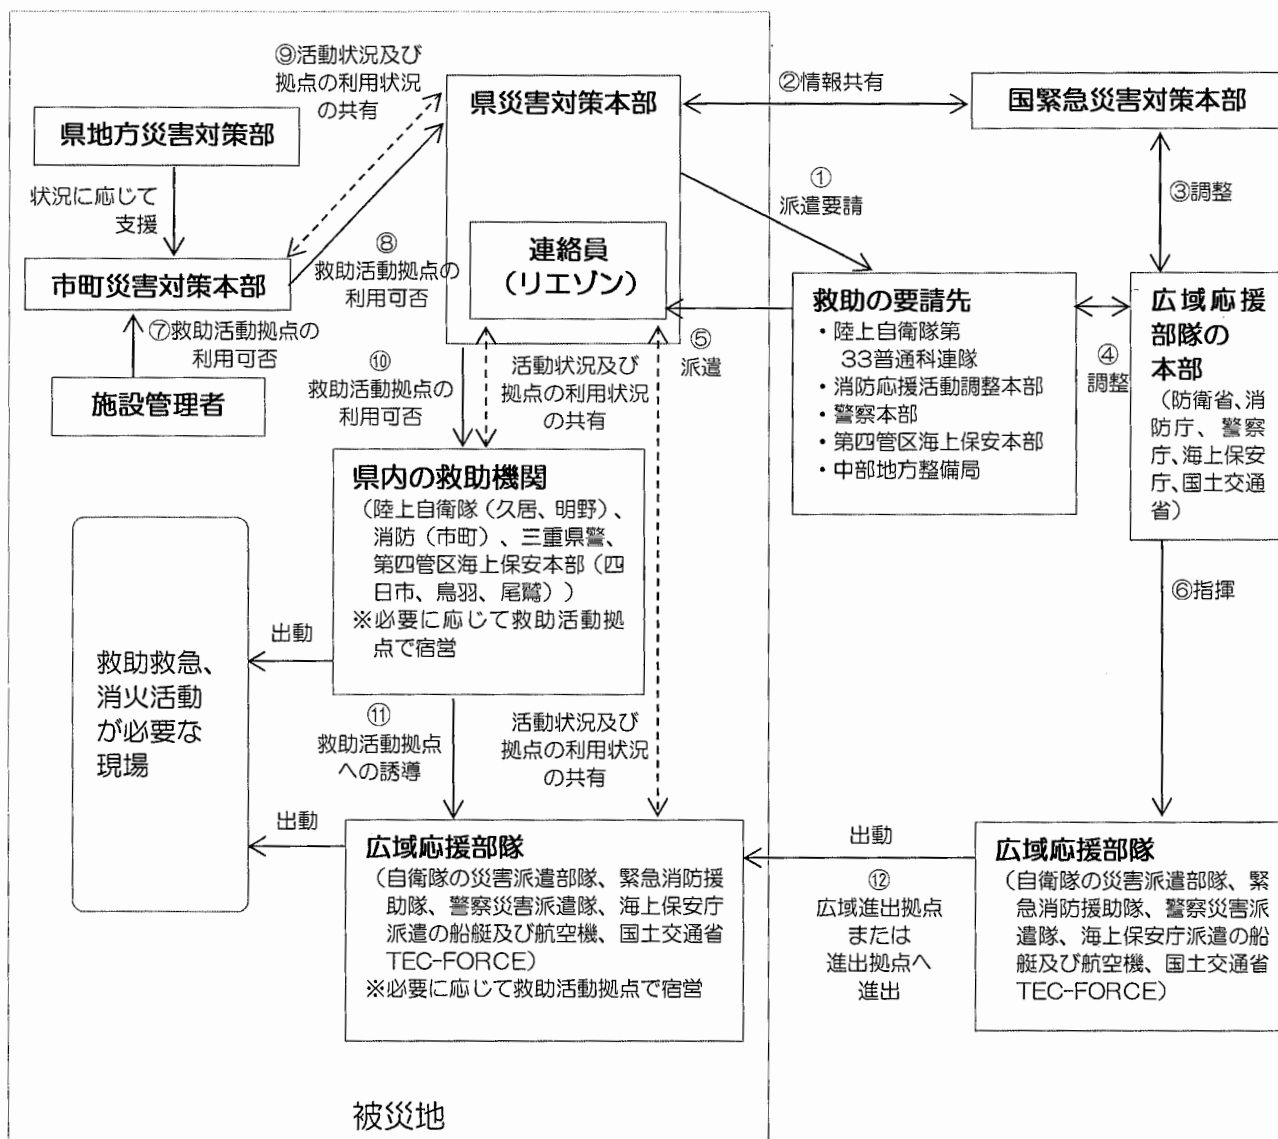 ⑨活動状況及び
拠点の利用状況
の共有
県災害対策本部
②情報共有
国緊急災害対策本部
県地方災害対策部
状況に応じて
支援
①
派遣要請
③調整
市町災害対策本部
⑧
救助活動拠点の
利用可否
連絡員
（リエゾン）
⑦救助活動拠点の
利用可否
施設管理者
⑤
派遣
救助の要請先
・陸上自衛隊第
33普通科連隊
・消防応援活動調整本部
・警察本部
・第四管区海上保安本部
・中部地方整備局
④
調整
広域応援
部隊の
本部
（防衛省、消
防庁、警察
庁、海上保安
庁、国土交通
省）
⑩
救助活動拠点の
利用可否
活動状況及び
拠点の利用状況
の共有
県内の救助機関
（陸上自衛隊（久居、明野）、
消防（市町）、三重県警、
第四管区海上保安本部（四
日市、鳥羽、尾鷲））
※必要に応じて救助活動拠
点で宿営
⑥指揮
出動
救助救急、
消火活動
が必要な
現場
⑪
救助活動拠点
への誘導
活動状況及び
拠点の利用状況
の共有
出動
広域応援部隊
（自衛隊の災害派遣部隊、緊急消防援
助隊、警察災害派遣隊、海上保安庁
派遣の船艇及び航空機、国土交通省
TEC-FORCE）
※必要に応じて救助活動拠点で宿営
出動
⑫
広域進出拠点
または
進出拠点へ
進出
広域応援部隊
（自衛隊の災害派遣部隊、緊
急消防援助隊、警察災害派
遣隊、海上保安庁派遣の船
艇及び航空機、国土交通省
TEC-FORCE）
被災地